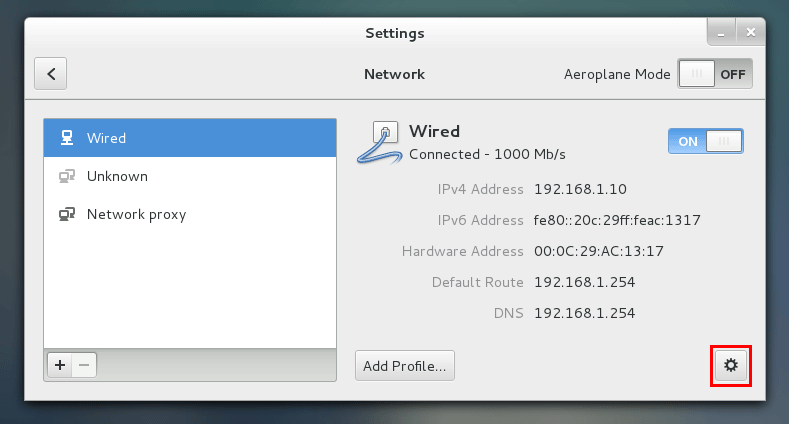 Settings
Network
Aeroplane Mode OFF
Wired
Unknown
Network proxy
Wired
Connected - 1000 Mb/s
ON
IPv4 Address 192.168.1.10
IPv6 Address fe80::20c:29ff:feac:1317
Hardware Address 00:0C:29:AC:13:17
Default Route 192.168.1.254
DNS 192.168.1.254
Add Profile...